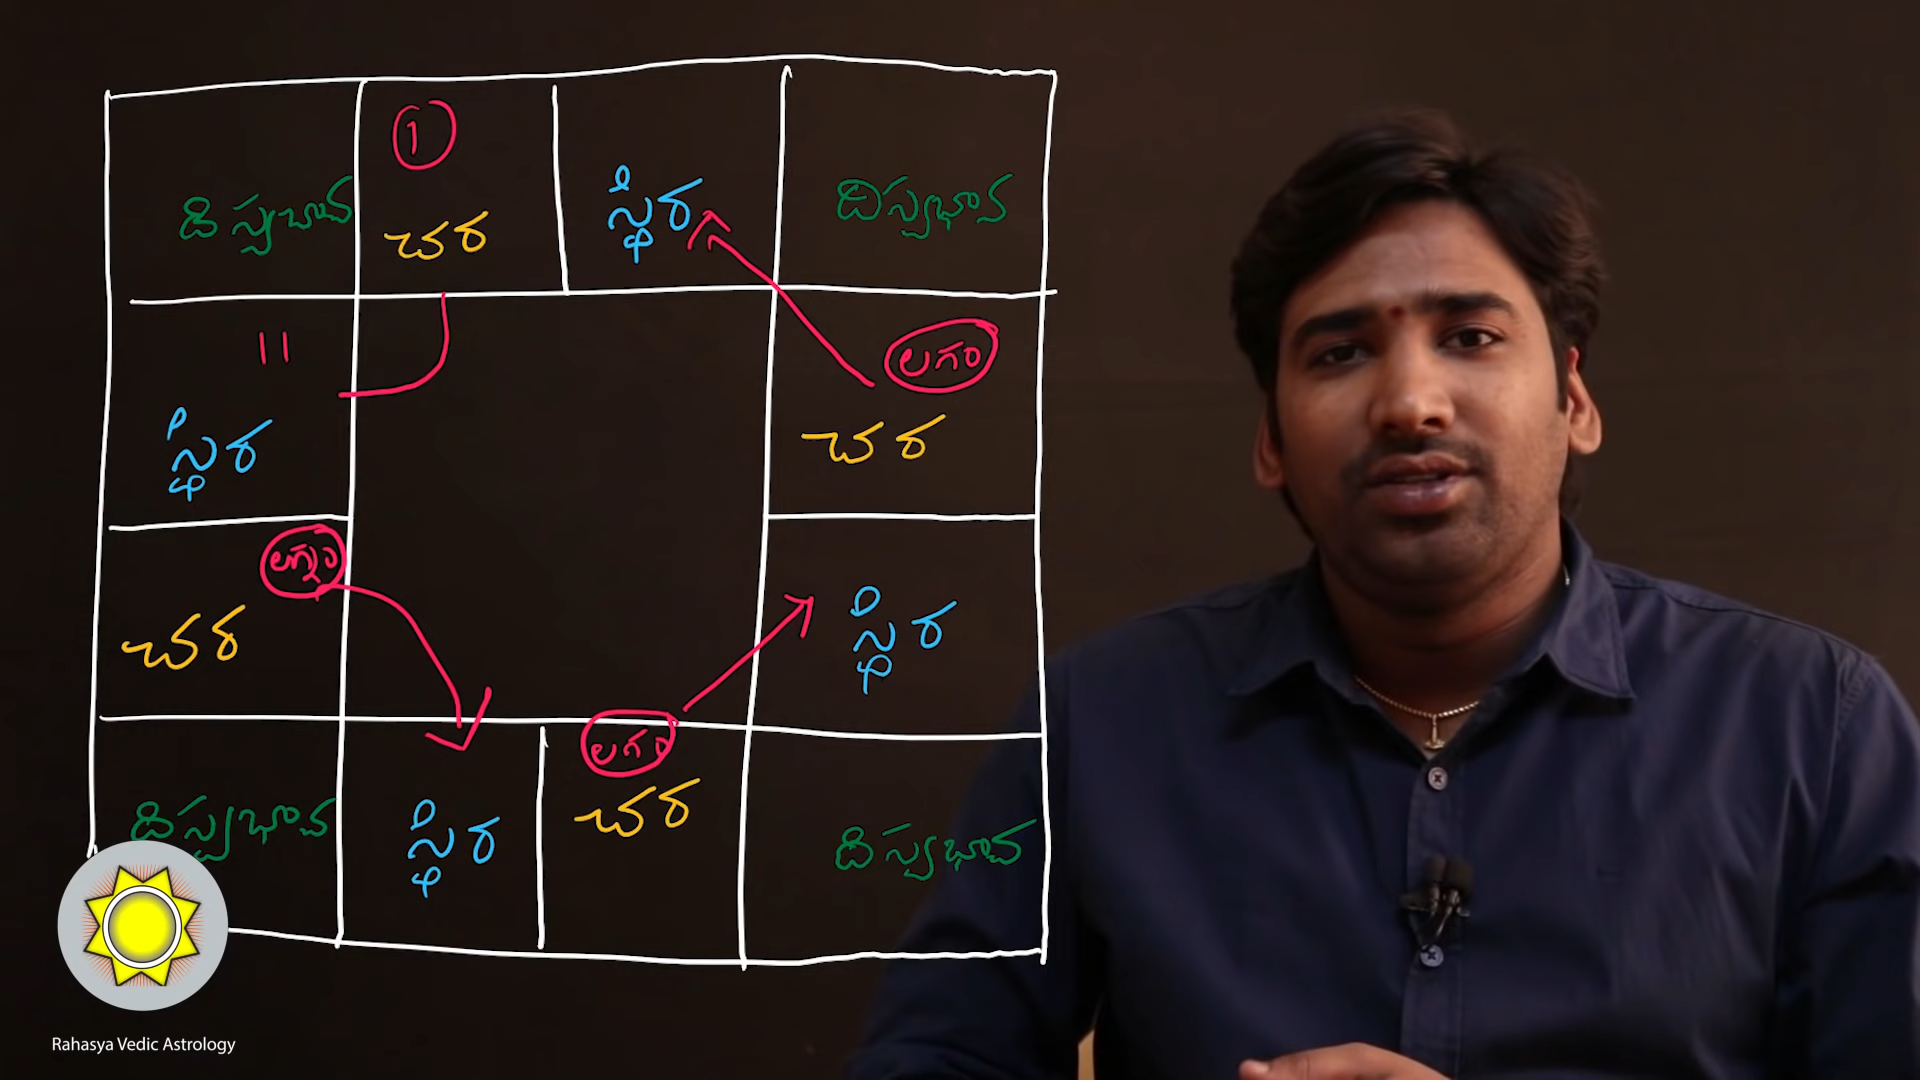 1
ద్విస్వభావ
చర
స్థిర
ద్విస్వభావ
11
స్థిర
లగ్నం
చర
లగ్నం
చర
స్థిర
ద్విస్వభావ
స్థిర
లగ్నం
చర
ద్విస్వభావ
Rahasya Vedic Astrology